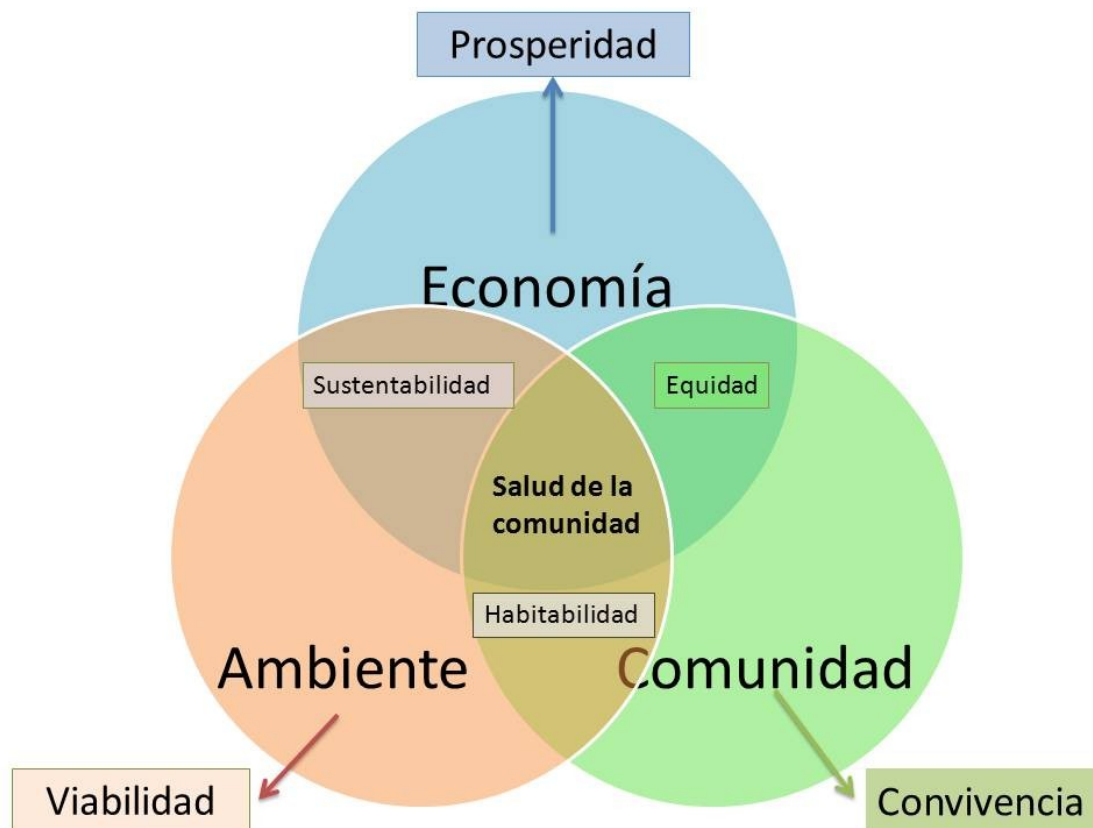 Prosperidad
Economía
Sustentabilidad
Equidad
Salud de la
comunidad
Habitabilidad
Ambiente
Comunidad
Viabilidad
Convivencia